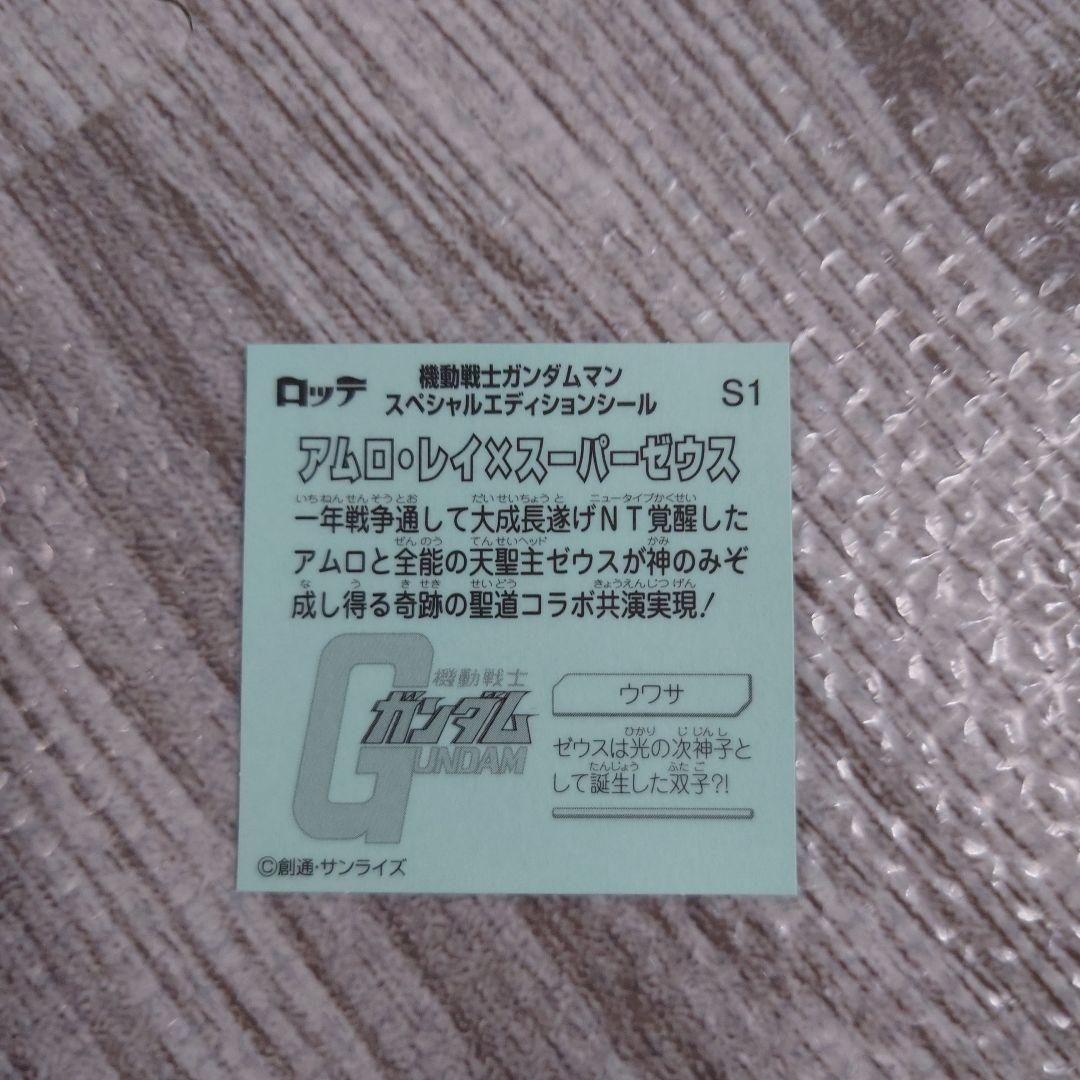 ロッテ
機動戦士ガンダムマン
スペシャルエディションシール
S1
アムロ・レイ×スーパーゼウス
いちねんせんそうとお だいせいちょうと ニュータイプかくせい
一年戦争通して大成長遂げNT覚醒した
ぜんのう てんせいヘッド かみ
アムロと全能の天聖主ゼウスが神のみぞ
な う きせき せいどう きょうえんじつげん
成し得る奇跡の聖道コラボ共演実現!
機動戦士
ガンダム
GUNDAM
ウワサ
ひかり じじんし
ゼウスは光の次神子と
たんじょう ふたご
して誕生した双子?!
©創通・サンライズ